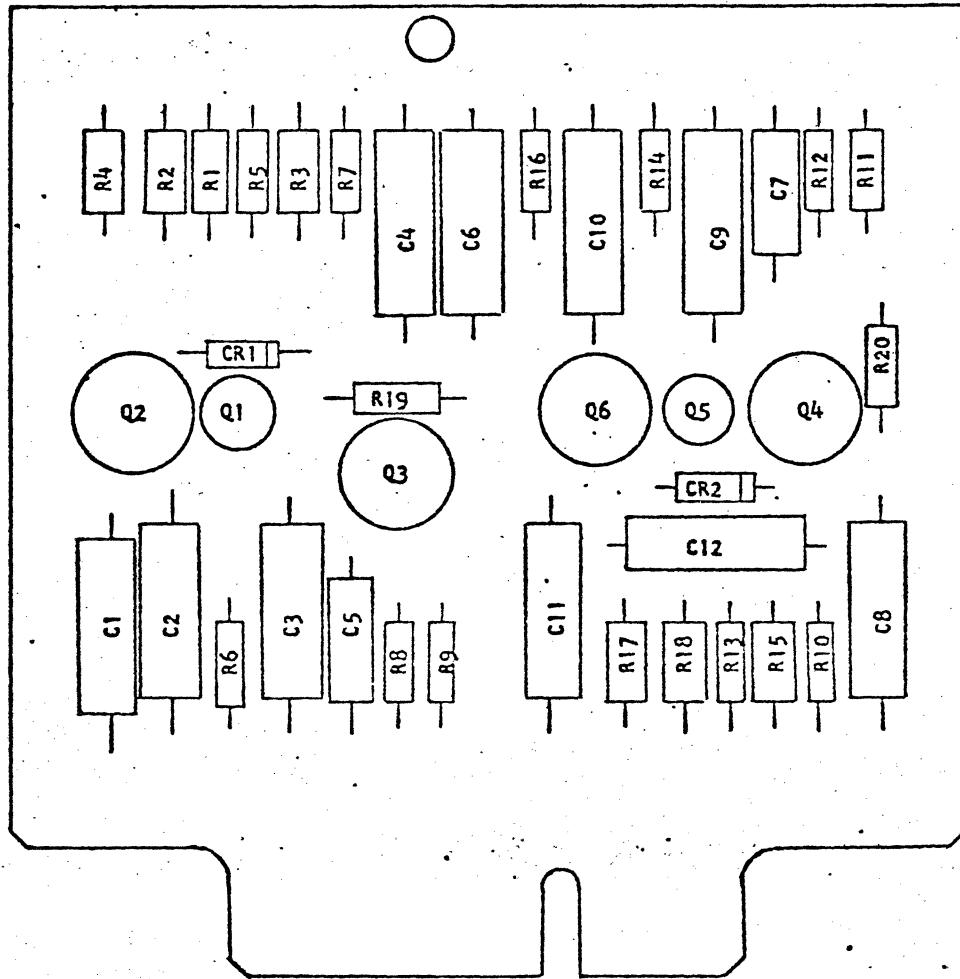 R4 R2 R1 R5 R3 R7 C4 C6 R16 C10 R14 C9 C7 R12 R11
CR1 R20
Q2 Q1 R19 Q6 Q5 Q4
Q3 CR2
C12
C1 C2 R6 C3 C5 R8 R9 C11 R17 R18 R13 R15 R10 C8